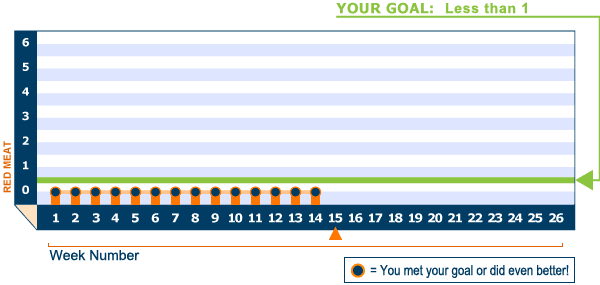 YOUR GOAL: Less than 1
6
5
4
3
2
1
0
RED MEAT
1 2 3 4 5 6 7 8 9 10 11 12 13 14 15 16 17 18 19 20 21 22 23 24 25 26
Week Number
= You met your goal or did even better!